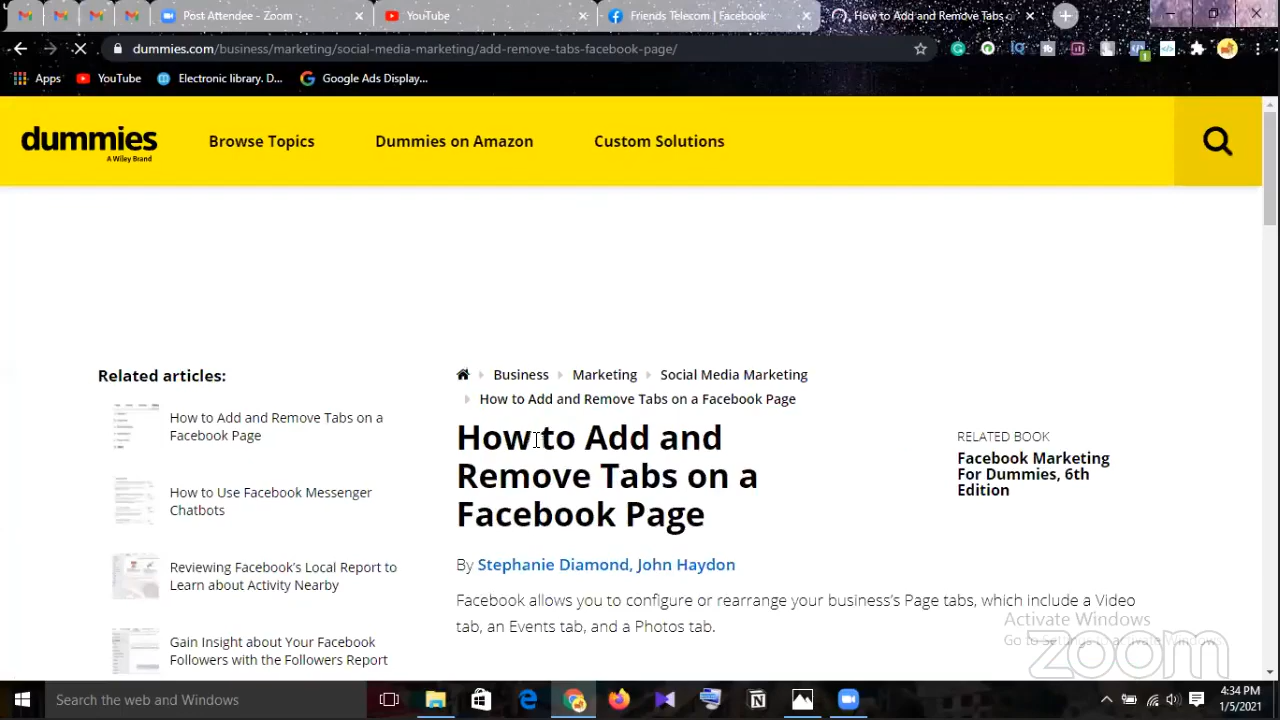 Post Attendee - Zoom
YouTube
Friends Telecom | Facebook
How to Add and Remove Tabs
dummies.com/business/marketing/social-media-marketing/add-remove-tabs-facebook-page/
Apps
YouTube
Electronic library. D...
Google Ads Display...
dummies
A Wiley Brand
Browse Topics
Dummies on Amazon
Custom Solutions
Related articles:
How to Add and Remove Tabs on a
Facebook Page
How to Use Facebook Messenger
Chatbots
Reviewing Facebook's Local Report to
Learn about Activity Nearby
Gain Insight about Your Facebook
Followers with the Followers Report
Business
Marketing
Social Media Marketing
How to Add and Remove Tabs on a Facebook Page
How to Add and
Remove Tabs on a
Facebook Page
By Stephanie Diamond, John Haydon
Facebook allows you to configure or rearrange your business's Page tabs, which include a Video
tab, an Events tab, and a Photos tab.
RELATED BOOK
Facebook Marketing
For Dummies, 6th
Edition
Activate Windows
Go to
zoom
Search the web and Windows
4:34 PM
1/5/2021